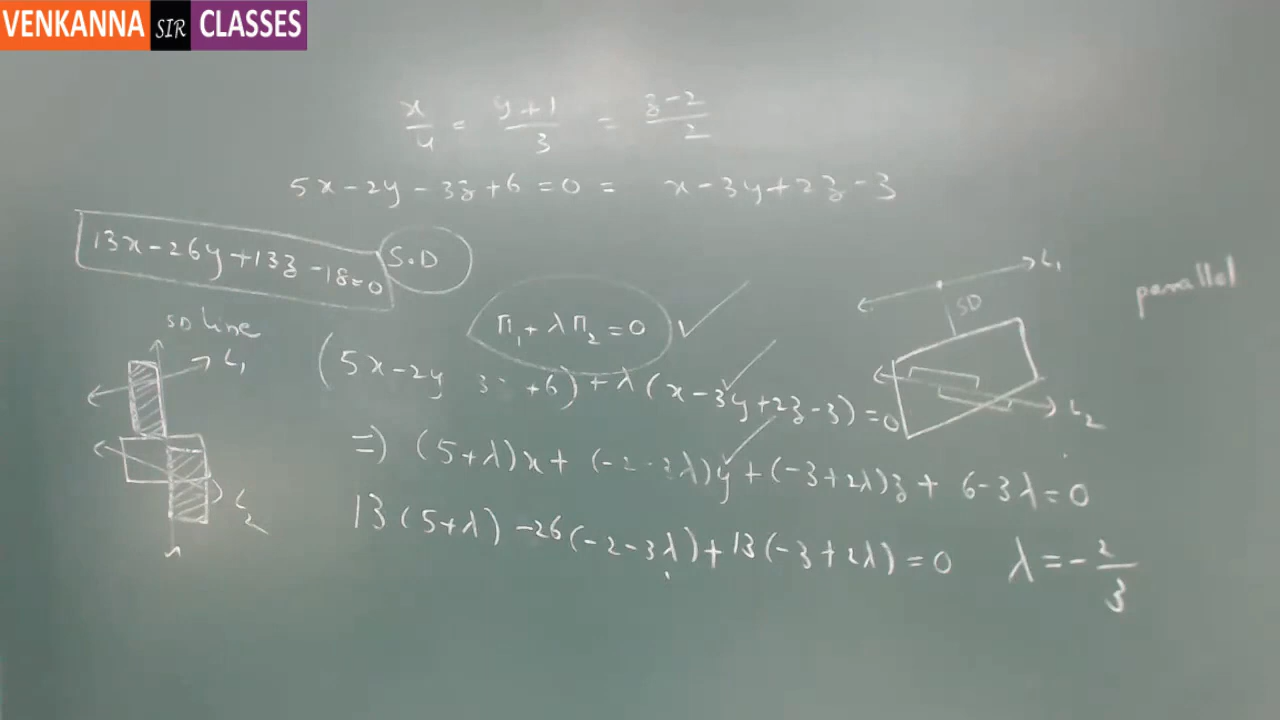 VENKANNA SIR CLASSES
x/4 = y+1/3 = z-2/2
5x-2y-3z+6=0= x-3y+2z-3
13x-26y+13z-18=0 S.D
Π₁+λΠ₂=0
SD Line
L₁
L₂
L₁
SD
L₂
parallel
(5x-2y 3z +6)+λ(x-3y+2z-3)=0
=) (5+λ)x+(-2-3λ)y+(-3+2λ)z+ 6-3λ=0
13(5+λ) -26(-2-3λ)+13(-3+2λ)=0 λ=-2/3